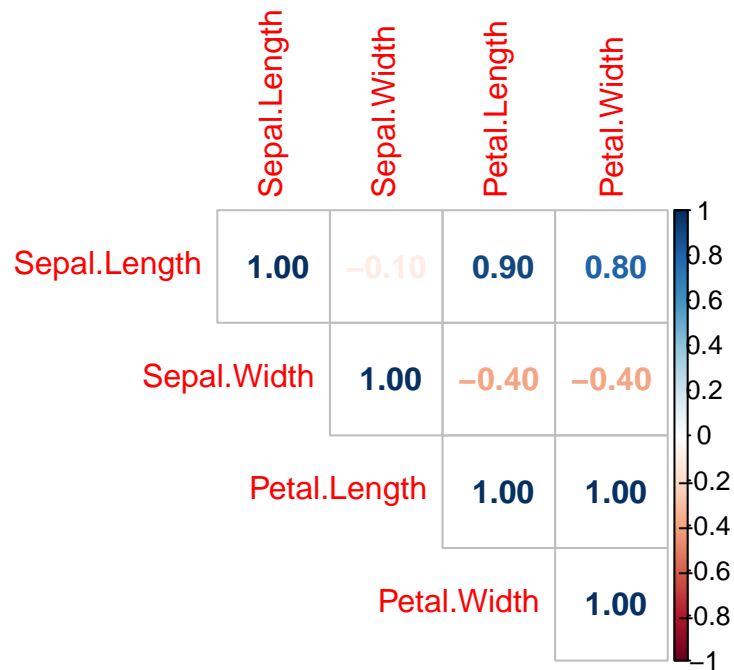 Sepal.Length
Sepal.Width
Petal.Length
Petal.Width
Sepal.Length 1.00 −0.10 0.90 0.80
Sepal.Width 1.00 −0.40 −0.40
Petal.Length 1.00 1.00
Petal.Width 1.00
1
0.8
0.6
0.4
0.2
0
−0.2
−0.4
−0.6
−0.8
−1